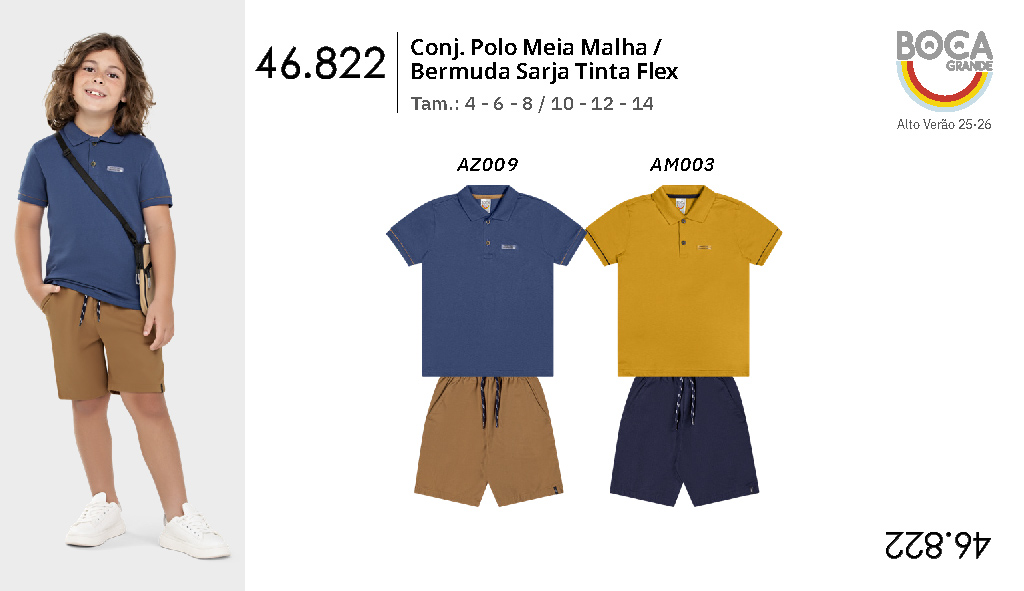 46.822
Conj. Polo Meia Malha /
Bermuda Sarja Tinta Flex
Tam.: 4 - 6 - 8 / 10 - 12 - 14
BOCA
GRANDE
Alto Verão 25-26
AZ009
AM003
46.822